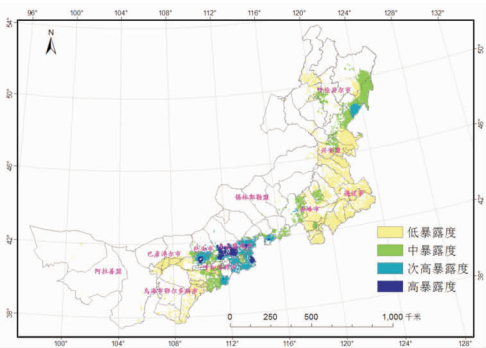 96° 100° 104° 108° 112° 116° 120° 124° 128° 132°
N
54°
50°
46°
42°
38°
50°
46°
42°
38°
呼伦贝尔市
兴安盟
通辽市
赤峰市
锡林郭勒盟
巴彦淖尔市
阿拉善盟
乌海市鄂尔多斯市
低暴露度
中暴露度
次高暴露度
高暴露度
0 250 500 1,000 千米
100° 104° 108° 112° 116° 120° 124°